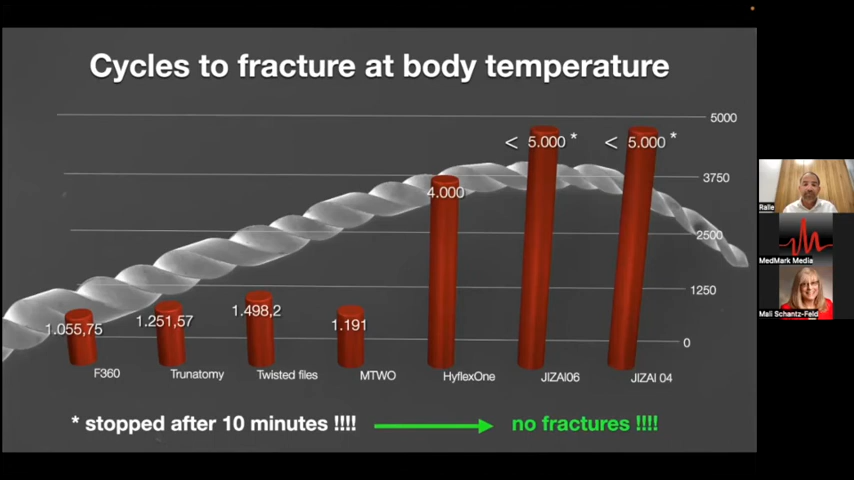 Cycles to fracture at body temperature
5000
< 5.000 *
< 5.000 *
3750
4.000
2500
1250
1.055,75
1.251,57
1.498,2
1.191
0
F360
Trunatomy
Twisted files
MTWO
HyflexOne
JIZAI06
JIZAI 04
* stopped after 10 minutes !!!!
no fractures !!!!
Ralle
MedMark Media
Mali Schantz-Feld